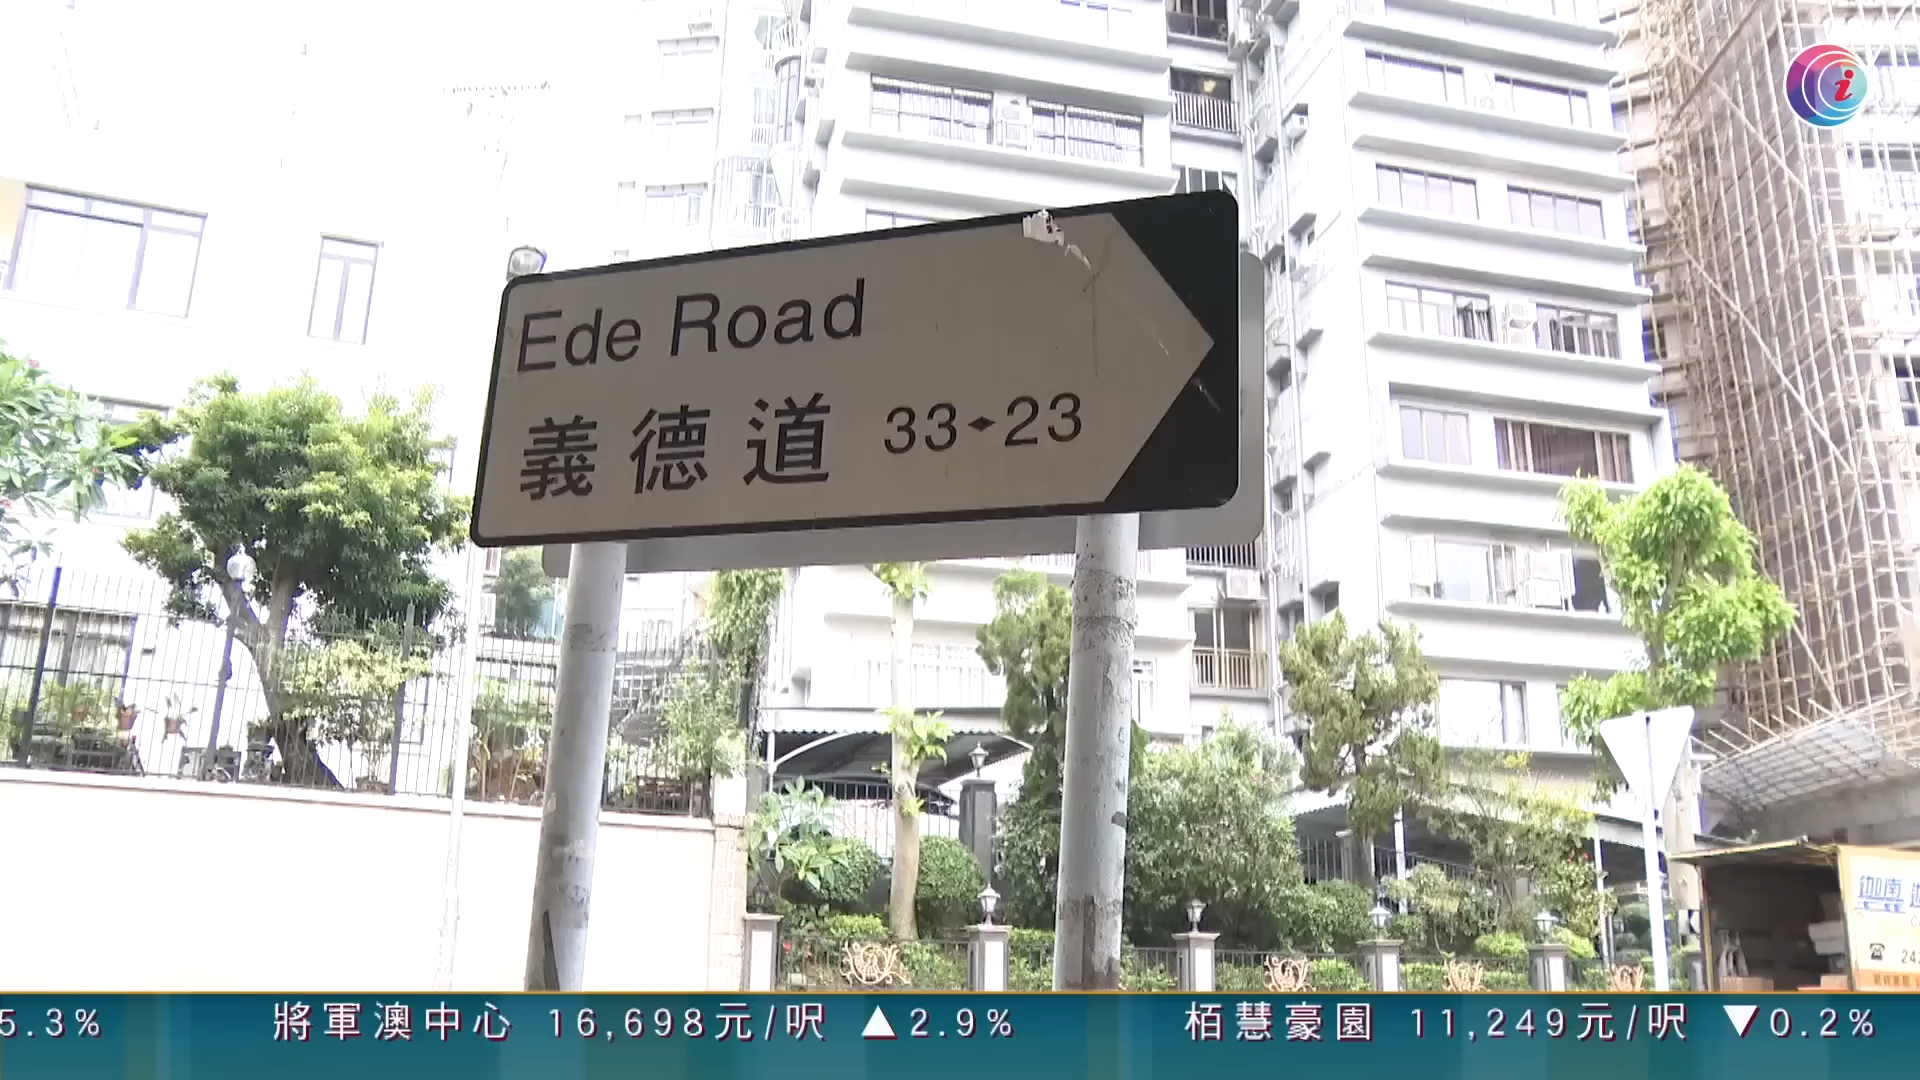 i
Ede Road
義德道 33 23
5.3%
將軍澳中心 16,698元/呎 ▲2.9%
栢慧豪園 11,249元/呎 ▼0.2%